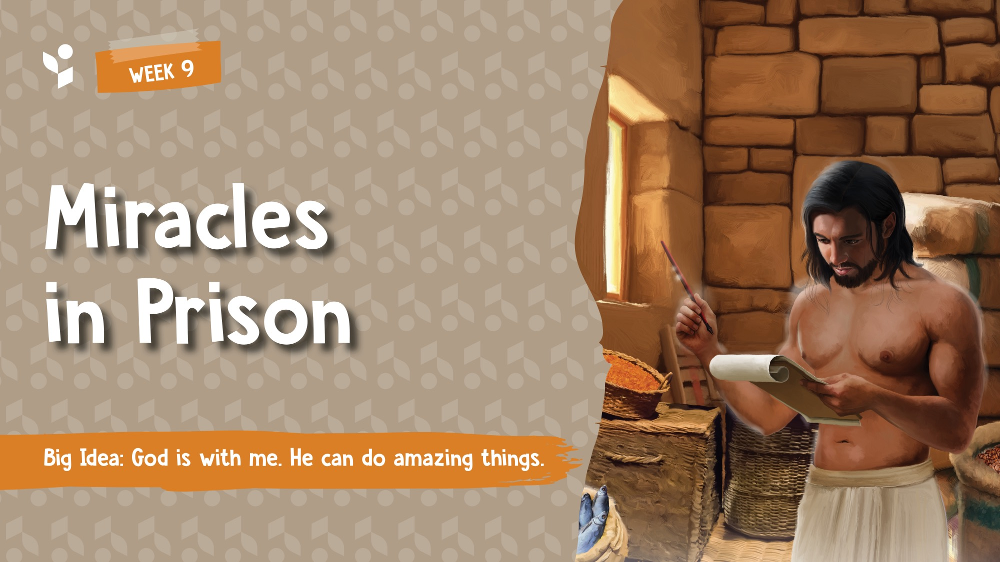 WEEK 9
Miracles
in Prison
Big Idea: God is with me. He can do amazing things.